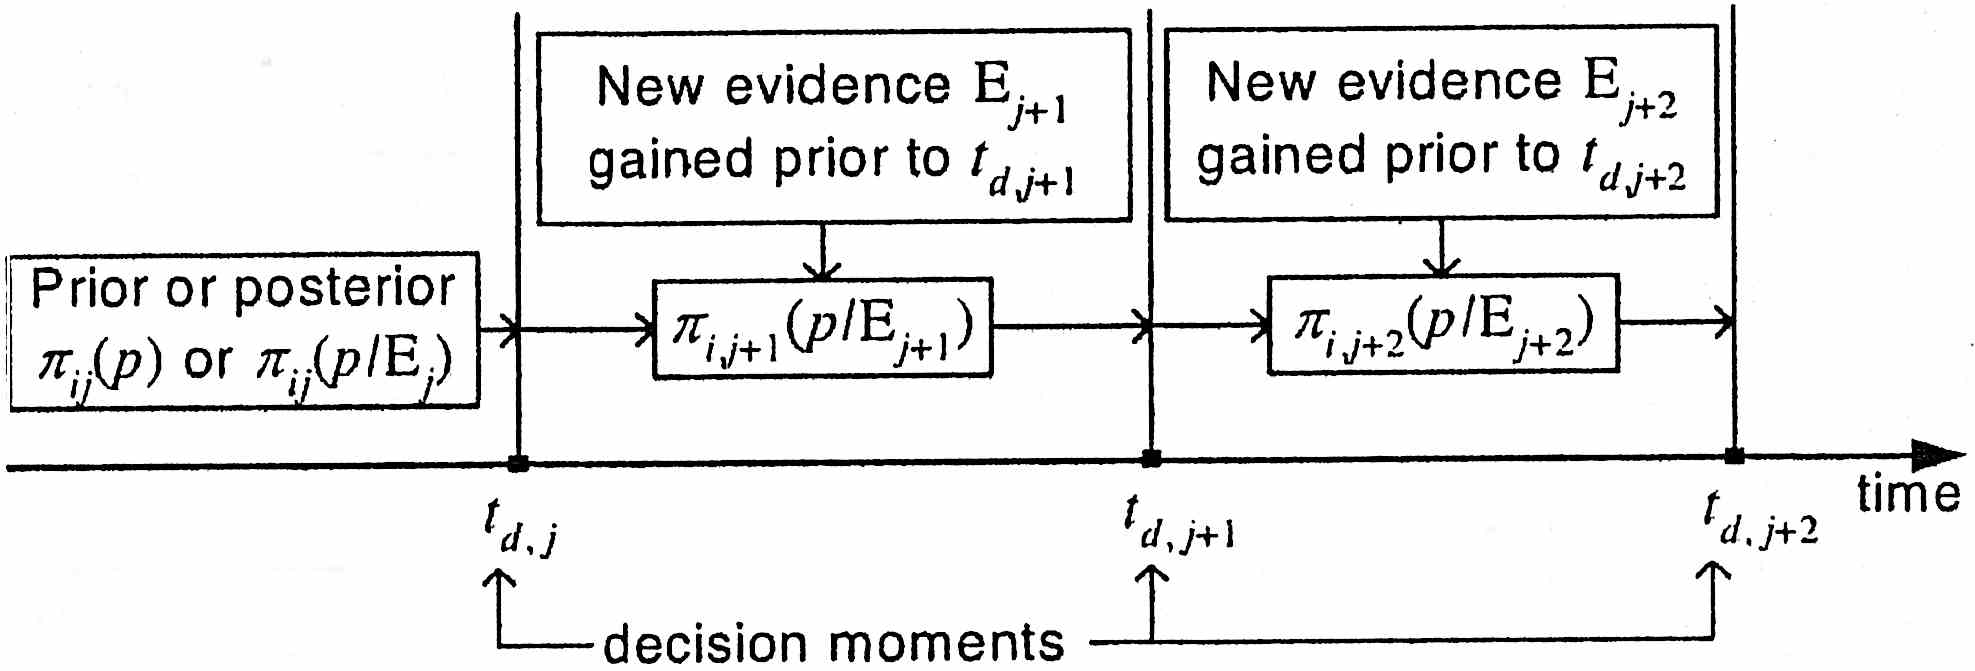 New evidence E_{j+1}
gained prior to t_{d,j+1}
New evidence E_{j+2}
gained prior to t_{d,j+2}
Prior or posterior
π_{ij}(p) or π_{ij}(p/E_j)
π_{i,j+1}(p/E_{j+1})
π_{i,j+2}(p/E_{j+2})
time
t_{d,j}
t_{d,j+1}
t_{d,j+2}
decision moments